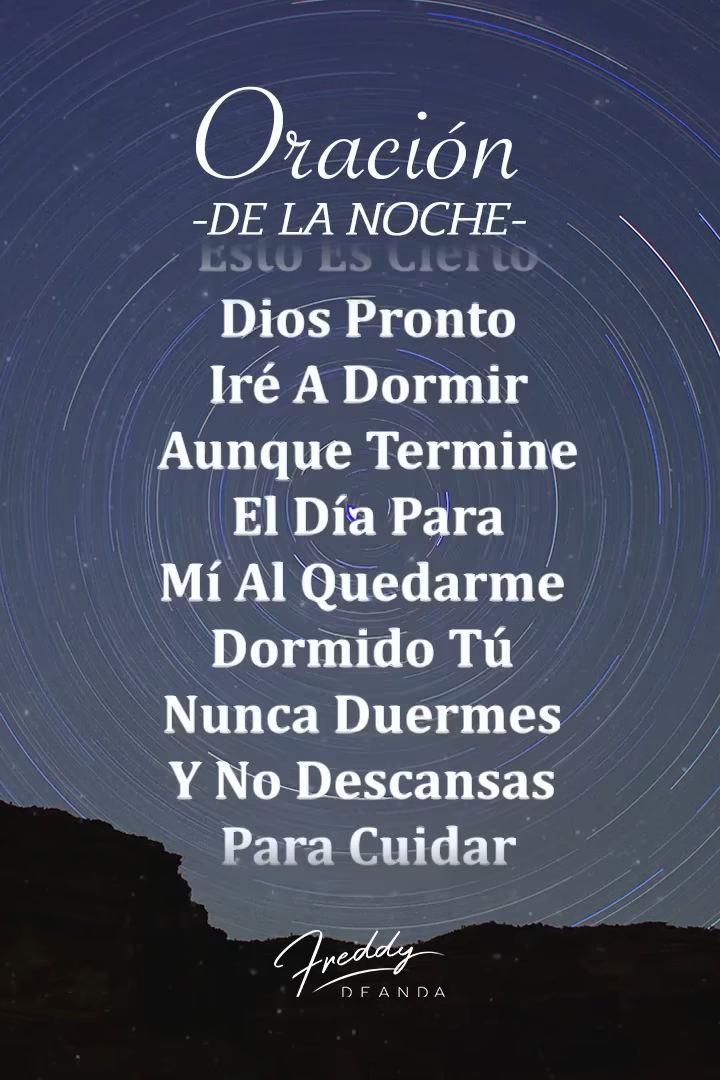 Oración
-DE LA NOCHE-
Esto Es Cierto
Dios Pronto
Iré A Dormir
Aunque Termine
El Día Para
Mí Al Quedarme
Dormido Tú
Nunca Duermes
Y No Descansas
Para Cuidar
Freddy
DEANDA